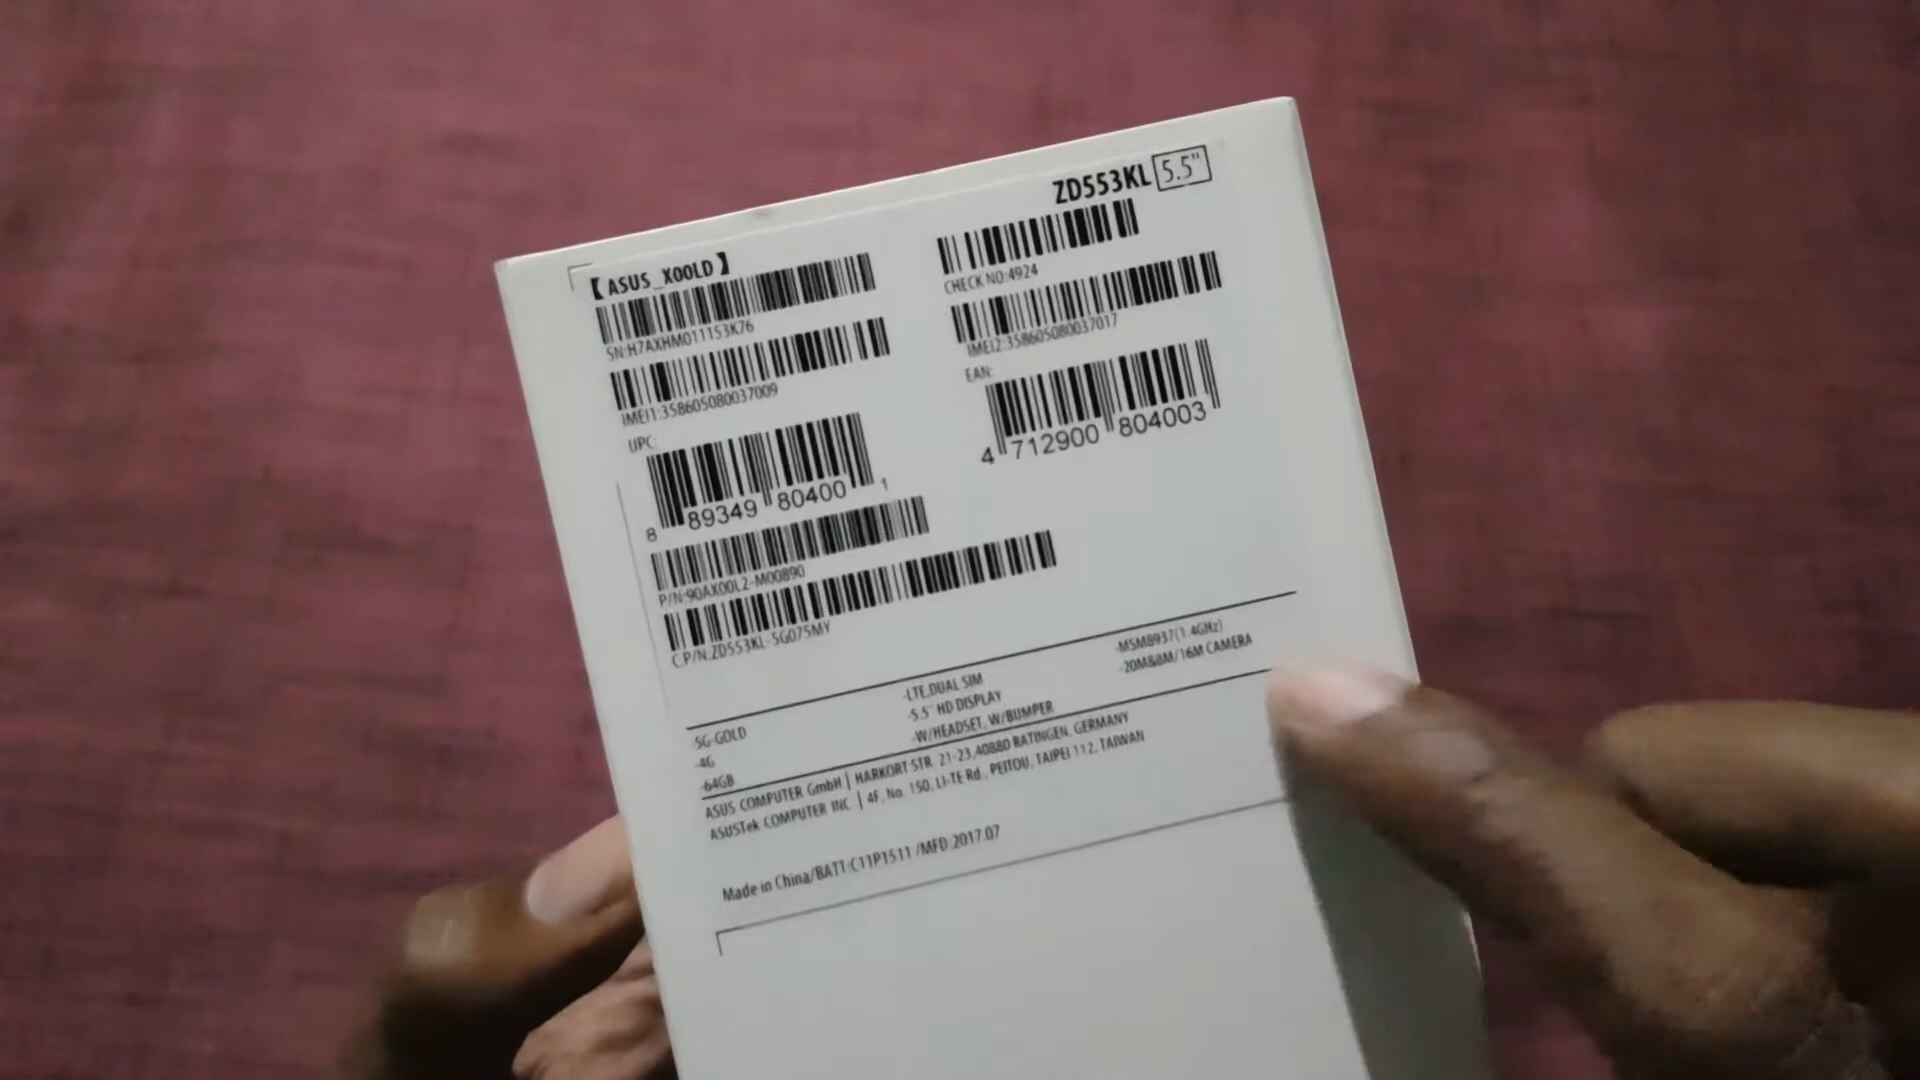 ZD553KL 5.5"
【ASUS_X00LD】
SN:H7AXHM011153K76
CHECK NO:4924
IMEI1:358605080037009
IMEI2:358605080037017
UPC:
8 89349 80400 1
EAN:
4 712900 804003
P/N:90AX00L2-M00890
C.P/N:ZD553KL-5G075MY
-5G-GOLD
-4G
-64GB
-LTE,DUAL SIM
-5.5" HD DISPLAY
-W/HEADSET, W/BUMPER
-MSM8937(1.4GHz)
-20M&8M/16M CAMERA
ASUS COMPUTER GmbH | HARKORT STR. 21-23,40880 RATINGEN, GERMANY
ASUSTek COMPUTER INC | 4F, No. 150, LI-TE Rd., PEITOU, TAIPEI 112, TAIWAN
Made in China/BATT:C11P1511 /MFD:2017.07